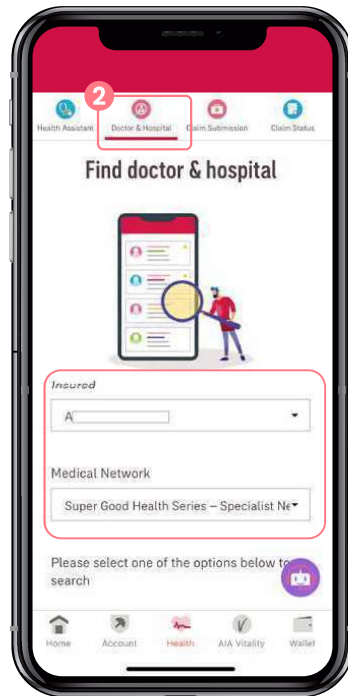 2
Health Assistant
Doctor & Hospital
Claim Submission
Claim Status
Find doctor & hospital
Insured
A
Medical Network
Super Good Health Series – Specialist Ne
Please select one of the options below to
search
Home
Account
Health
AIA Vitality
Wallet